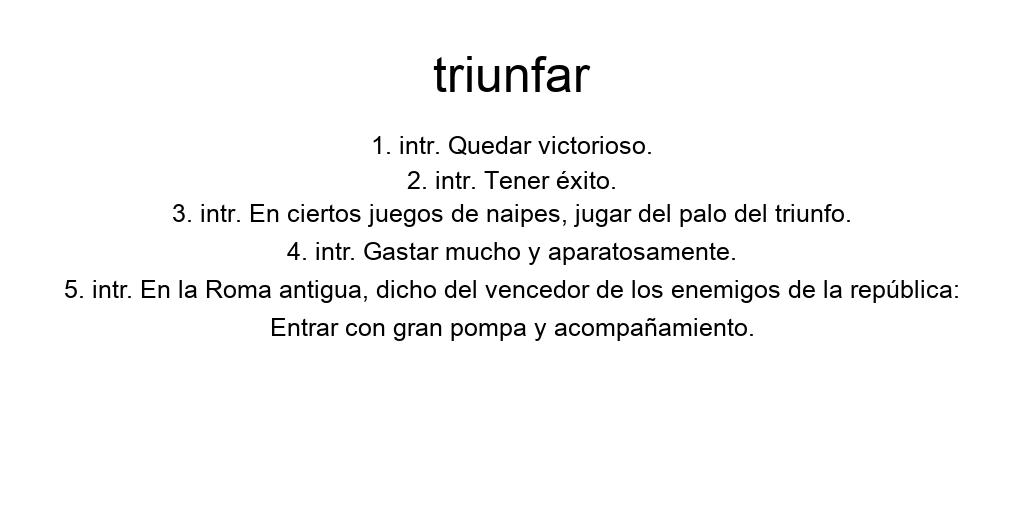 triunfar
1. intr. Quedar victorioso.
2. intr. Tener éxito.
3. intr. En ciertos juegos de naipes, jugar del palo del triunfo.
4. intr. Gastar mucho y aparatosamente.
5. intr. En la Roma antigua, dicho del vencedor de los enemigos de la república:
Entrar con gran pompa y acompañamiento.